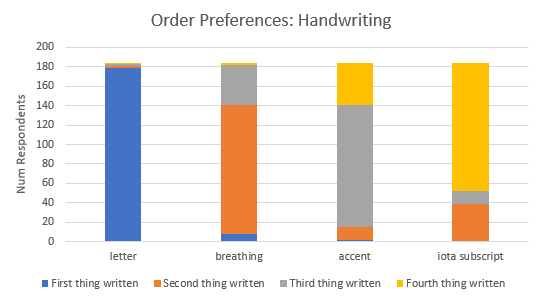 Order Preferences: Handwriting
Num Respondents
200
180
160
140
120
100
80
60
40
20
0
letter breathing accent iota subscript
First thing written Second thing written Third thing written Fourth thing written